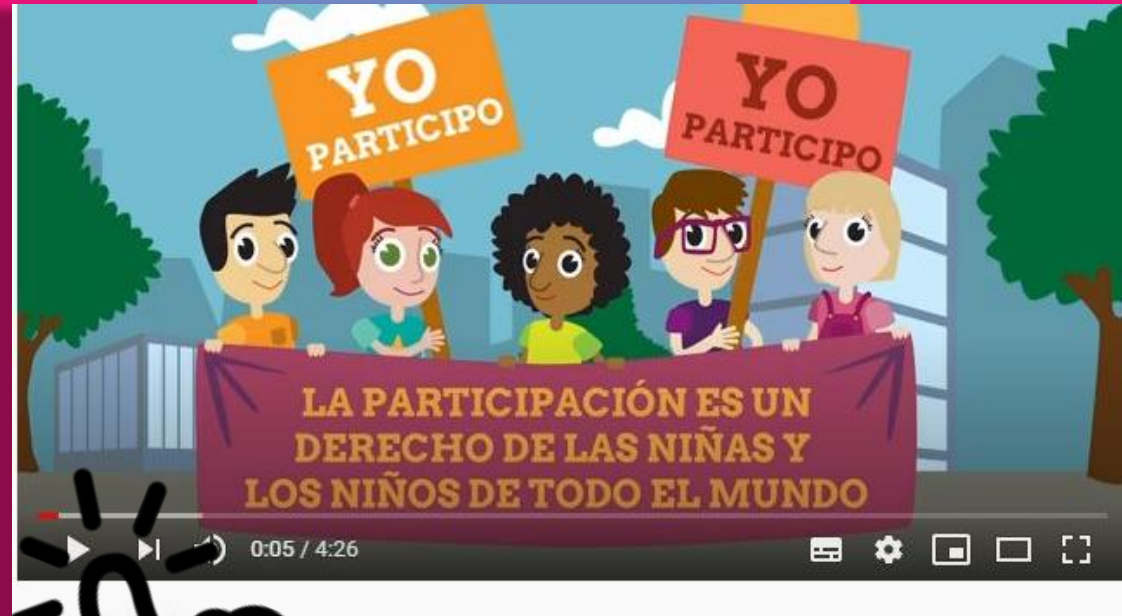 YO
PARTICIPO
YO
PARTICIPO
LA PARTICIPACIÓN ES UN
DERECHO DE LAS NIÑAS Y
LOS NIÑOS DE TODO EL MUNDO
0:05 / 4:26